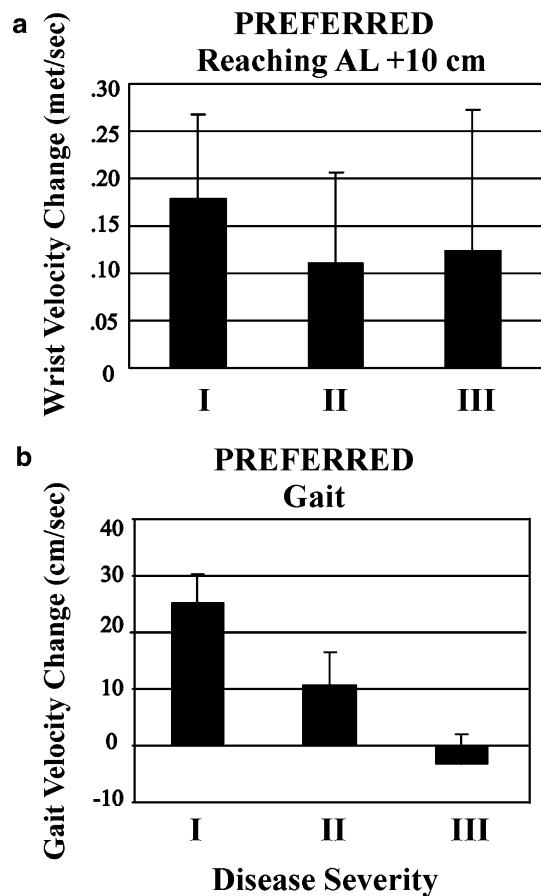 a
PREFERRED
Reaching AL +10 cm
Wrist Velocity Change (met/sec)
.30
.25
.20
.15
.10
.05
0
I II III
b
PREFERRED
Gait
Gait Velocity Change (cm/sec)
40
30
20
10
0
-10
I II III
Disease Severity